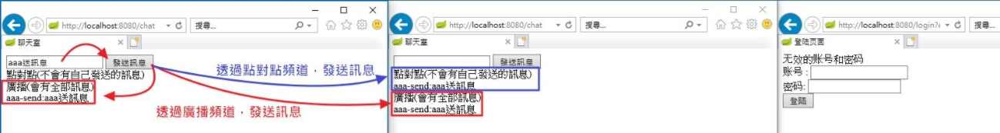 http://localhost:8080/chat
搜尋...
聊天室
aaa送訊息
發送訊息
點對點(不會有自己發送的訊息)
廣播(會有全部訊息)
aaa-send:aaa送訊息
透過點對點頻道，發送訊息
透過廣播頻道，發送訊息
http://localhost:8080/chat
搜尋...
聊天室
發送訊息
點對點(不會有自己發送的訊息)
aaa-send:aaa送訊息
廣播(會有全部訊息)
aaa-send:aaa送訊息
http://localhost:8080/login?
搜尋...
登陆页面
无效的账号和密码
账号 :
密码:
登陆